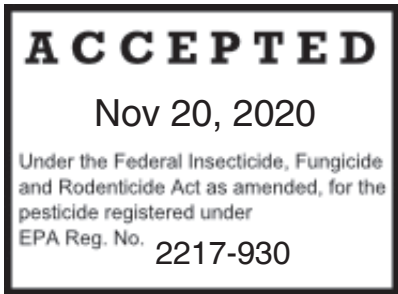 ACCEPTED
Nov 20, 2020
Under the Federal Insecticide, Fungicide
and Rodenticide Act as amended, for the
pesticide registered under
EPA Reg. No. 2217-930